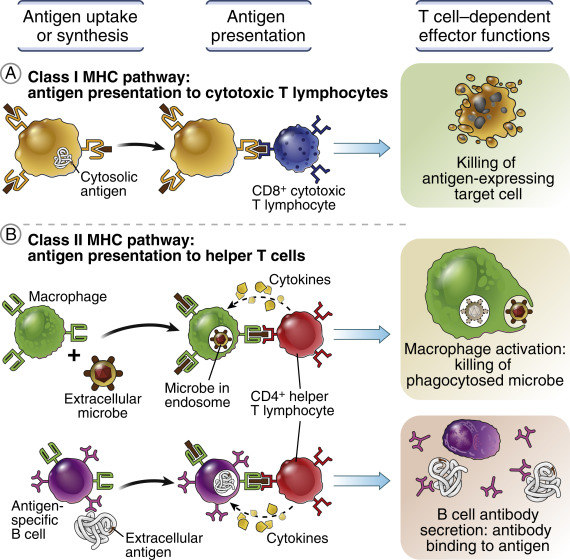 Antigen uptake
or synthesis
Antigen
presentation
T cell–dependent
effector functions
A
Class I MHC pathway:
antigen presentation to cytotoxic T lymphocytes
Cytosolic
antigen
CD8+ cytotoxic
T lymphocyte
Killing of
antigen-expressing
target cell
B
Class II MHC pathway:
antigen presentation to helper T cells
Macrophage
+
Extracellular
microbe
Cytokines
Microbe in
endosome
CD4+ helper
T lymphocyte
Macrophage activation:
killing of
phagocytosed microbe
Antigen-
specific
B cell
Extracellular
antigen
Cytokines
B cell antibody
secretion: antibody
binding to antigen